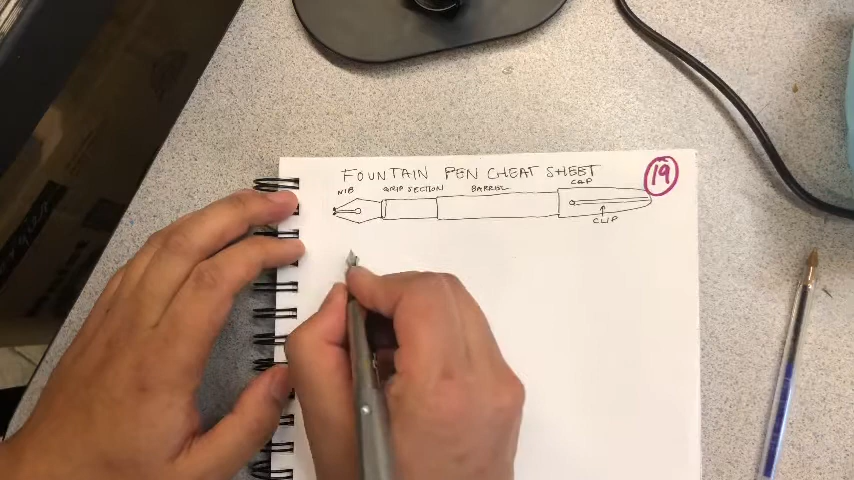 FOUNTAIN PEN CHEAT SHEET
19
NIB
GRIP SECTION
BARREL
CAP
CLIP